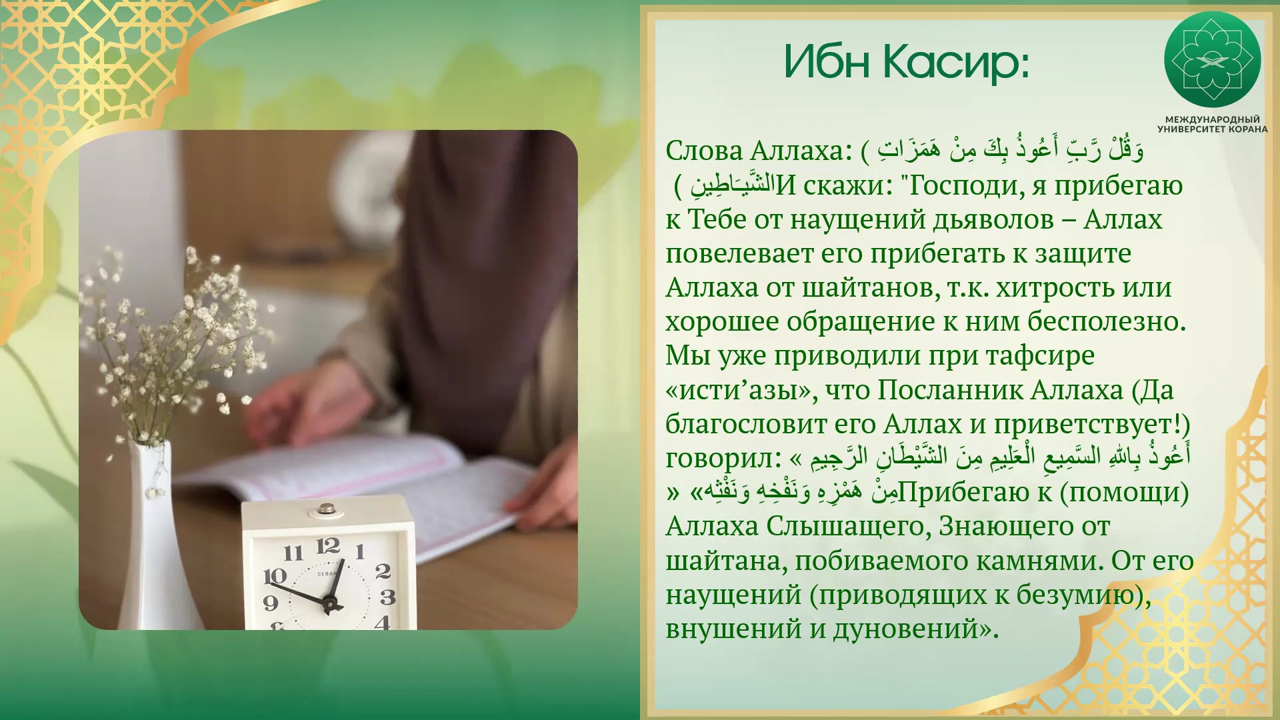 Ибн Касир:
МЕЖДУНАРОДНЫЙ
УНИВЕРСИТЕТ КОРАНА
Слова Аллаха: ( وَقُلْ رَّبِّ أَعُوذُ بِكَ مِنْ هَمَزَاتِ
الشَّيـَاطِينِ ) И скажи: "Господи, я прибегаю
к Тебе от наущений дьяволов – Аллах
повелевает его прибегать к защите
Аллаха от шайтанов, т.к. хитрость или
хорошее обращение к ним бесполезно.
Мы уже приводили при тафсире
«исти’азы», что Посланник Аллаха (Да
благословит его Аллах и приветствует!)
говорил: « أَعُوذُ بِاللهِ السَّمِيعِ الْعَلِيمِ مِنَ الشَّيْطَانِ الرَّجِيمِ
مِنْ هَمْزِهِ وَنَفْخِهِ وَنَفْثِه» «Прибегаю к (помощи)
Аллаха Слышащего, Знающего от
шайтана, побиваемого камнями. От его
наущений (приводящих к безумию),
внушений и дуновений».
11 12 1
10 2
9 3
8 4